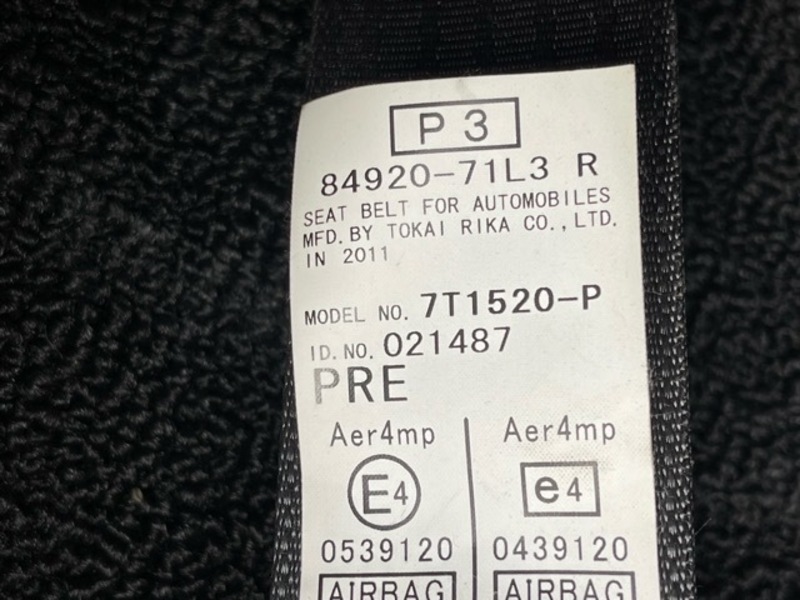 P 3
84920-71L3 R
SEAT BELT FOR AUTOMOBILES
MFD. BY TOKAI RIKA CO., LTD.
IN 2011
MODEL NO. 7T1520-P
ID. NO. 021487
PRE
Aer4mp Aer4mp
E4 e4
0539120 0439120
AIRBAG AIRBAG